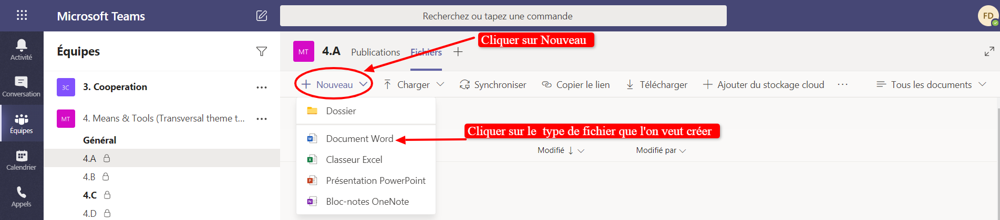 Microsoft Teams
Recherchez ou tapez une commande
FD
Activité
Conversation
Équipes
Calendrier
Appels
Équipes
3C 3. Cooperation
MT 4. Means & Tools (Transversal theme t...
Général
4.A
4.B
4.C
4.D
MT 4.A Publications Fichiers
Cliquer sur Nouveau
Nouveau Charger Synchroniser Copier le lien Télécharger Ajouter du stockage cloud Tous les documents
Dossier
Document Word
Classeur Excel
Présentation PowerPoint
Bloc-notes OneNote
Cliquer sur le type de fichier que l'on veut créer
Modifié Modifié par